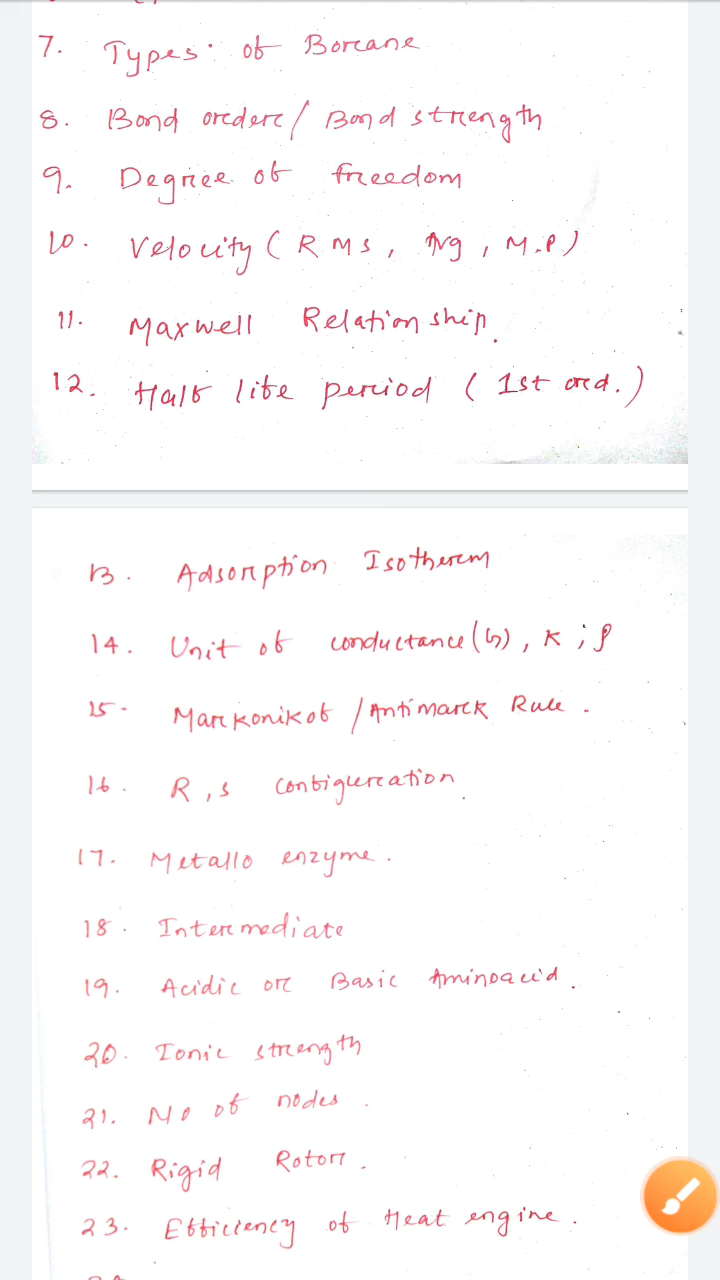 7. Types of Borane
8. Bond order / Bond strength
9. Degree of freedom
10. Velocity (RMS, Avg, M.P)
11. Maxwell Relationship.
12. Half life period (1st ord.)
13. Adsorption Isotherm
14. Unit of conductance(G), K ; ρ
15. Markonikof / Antimark Rule.
16. R,S configuration.
17. Metallo enzyme.
18. Intermediate
19. Acidic or Basic Aminoacid.
20. Ionic strength
21. No of nodes.
22. Rigid Rotor.
23. Efficiency of Heat engine.